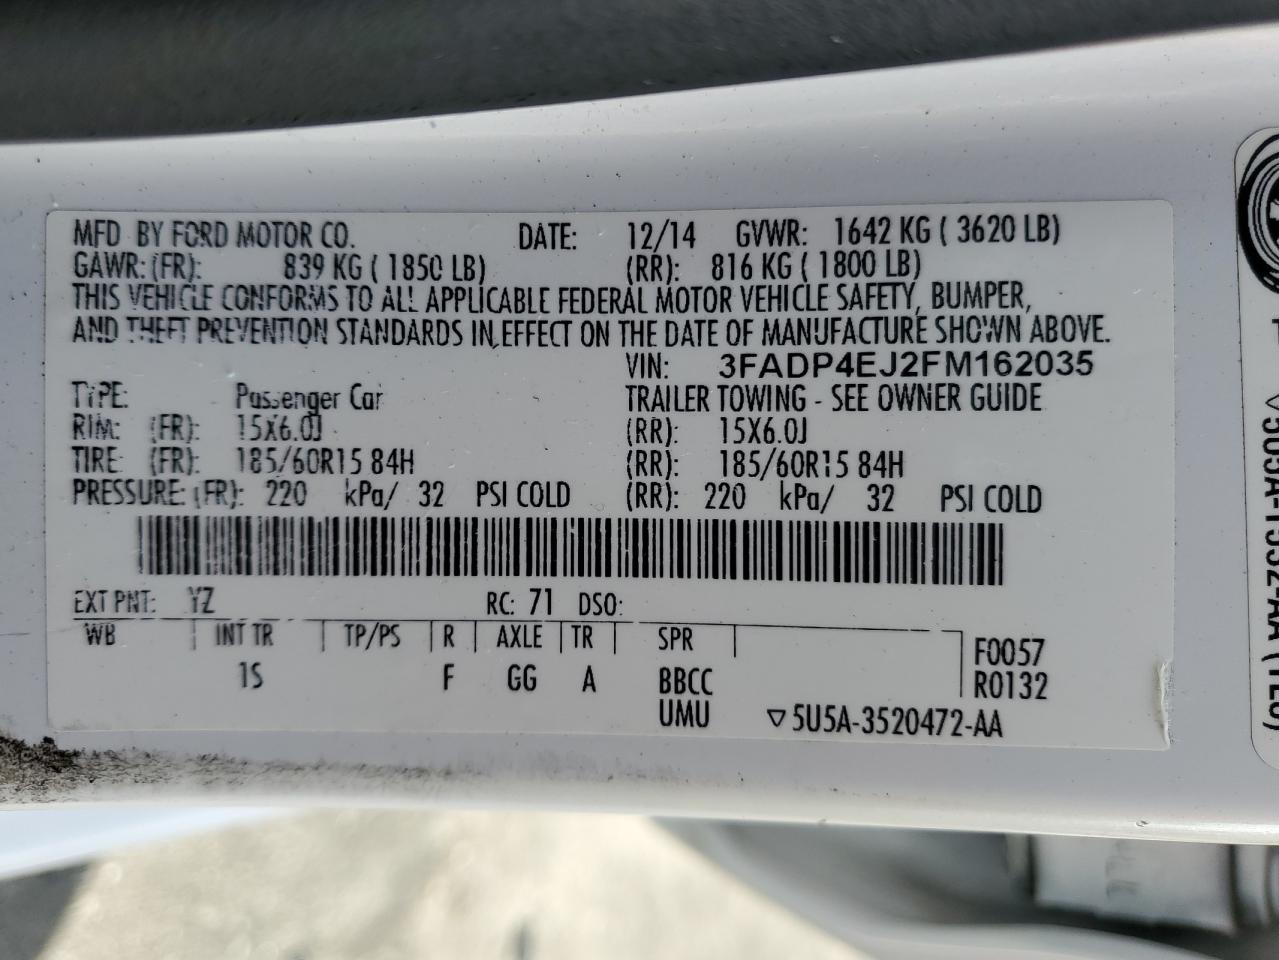 MFD BY FORD MOTOR CO. DATE: 12/14 GVWR: 1642 KG ( 3620 LB)
GAWR: (FR): 839 KG ( 1850 LB) (RR): 816 KG ( 1800 LB)
THIS VEHICLE CONFORMS TO ALL APPLICABLE FEDERAL MOTOR VEHICLE SAFETY, BUMPER,
AND THEFT PREVENTION STANDARDS IN EFFECT ON THE DATE OF MANUFACTURE SHOWN ABOVE.
VIN: 3FADP4EJ2FM162035
TYPE: Passenger Car TRAILER TOWING - SEE OWNER GUIDE
RIM: (FR): 15X6.0J (RR): 15X6.0J
TIRE (FR): 185/60R15 84H (RR): 185/60R15 84H
PRESSURE: (FR): 220 kPa/ 32 PSI COLD (RR): 220 kPa/ 32 PSI COLD
EXT PNT: YZ RC: 71 DSO:
WB INT TR TP/PS R AXLE TR SPR F0057
1S F GG A BBCC R0132
UMU ▽5U5A-3520472-AA